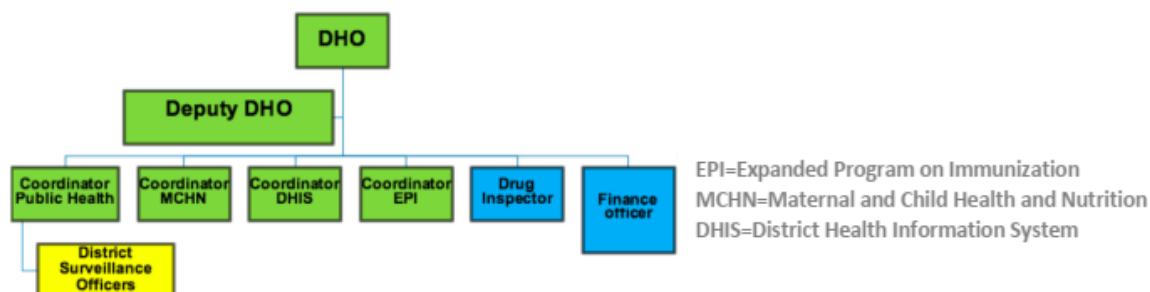 DHO
Deputy DHO
Coordinator
Public Health
Coordinator
MCHN
Coordinator
DHIS
Coordinator
EPI
Drug
Inspector
Finance
officer
District
Surveillance
Officers
EPI=Expanded Program on Immunization
MCHN=Maternal and Child Health and Nutrition
DHIS=District Health Information System